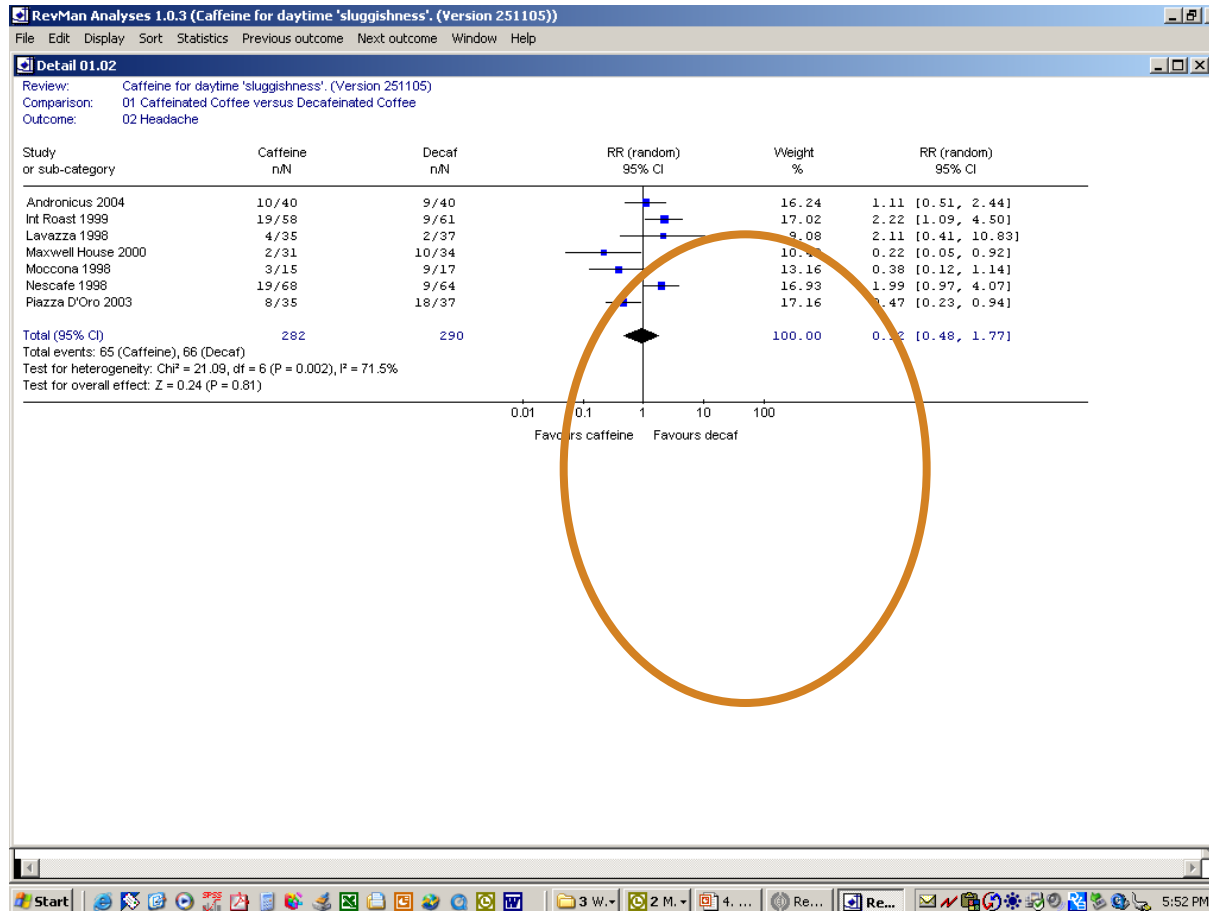 RevMan Analyses 1.0.3 (Caffeine for daytime 'sluggishness'. (Version 251105))
File Edit Display Sort Statistics Previous outcome Next outcome Window Help
Detail 01.02
Review: Caffeine for daytime 'sluggishness'. (Version 251105)
Comparison: 01 Caffeinated Coffee versus Decafeinated Coffee
Outcome: 02 Headache
Study Caffeine Decaf RR (random) Weight RR (random)
or sub-category n/N n/N 95% CI % 95% CI
Andronicus 2004 10/40 9/40 16.24 1.11 [0.51, 2.44]
Int Roast 1999 19/58 9/61 17.02 2.22 [1.09, 4.50]
Lavazza 1998 4/35 2/37 9.08 2.11 [0.41, 10.83]
Maxwell House 2000 2/31 10/34 0.22 [0.05, 0.92]
Moccona 1998 3/15 9/17 13.16 0.38 [0.12, 1.14]
Nescafe 1998 19/68 9/64 16.93 1.99 [0.97, 4.07]
Piazza D'Oro 2003 8/35 18/37 17.16 0.47 [0.23, 0.94]
Total (95% CI) 282 290 100.00 [0.48, 1.77]
Total events: 65 (Caffeine), 66 (Decaf)
Test for heterogeneity: Chi² = 21.09, df = 6 (P = 0.002), I² = 71.5%
Test for overall effect: Z = 0.24 (P = 0.81)
0.01 0.1 1 10 100
Favours caffeine Favours decaf
Start 3 W.. 2 M.. 4. ... Re... Re... 5:52 PM